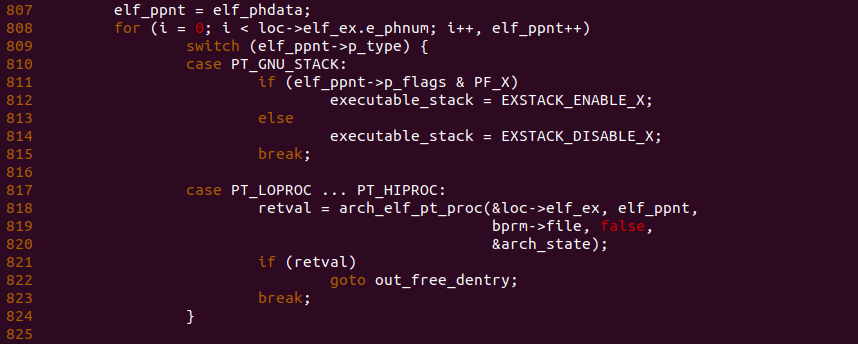 807         elf_ppnt = elf_phdata;
808         for (i = 0; i < loc->elf_ex.e_phnum; i++, elf_ppnt++)
809                 switch (elf_ppnt->p_type) {
810                 case PT_GNU_STACK:
811                         if (elf_ppnt->p_flags & PF_X)
812                                 executable_stack = EXSTACK_ENABLE_X;
813                         else
814                                 executable_stack = EXSTACK_DISABLE_X;
815                         break;
816
817                 case PT_LOPROC ... PT_HIPROC:
818                         retval = arch_elf_pt_proc(&loc->elf_ex, elf_ppnt,
819                                                   bprm->file, false,
820                                                   &arch_state);
821                         if (retval)
822                                 goto out_free_dentry;
823                         break;
824                 }
825